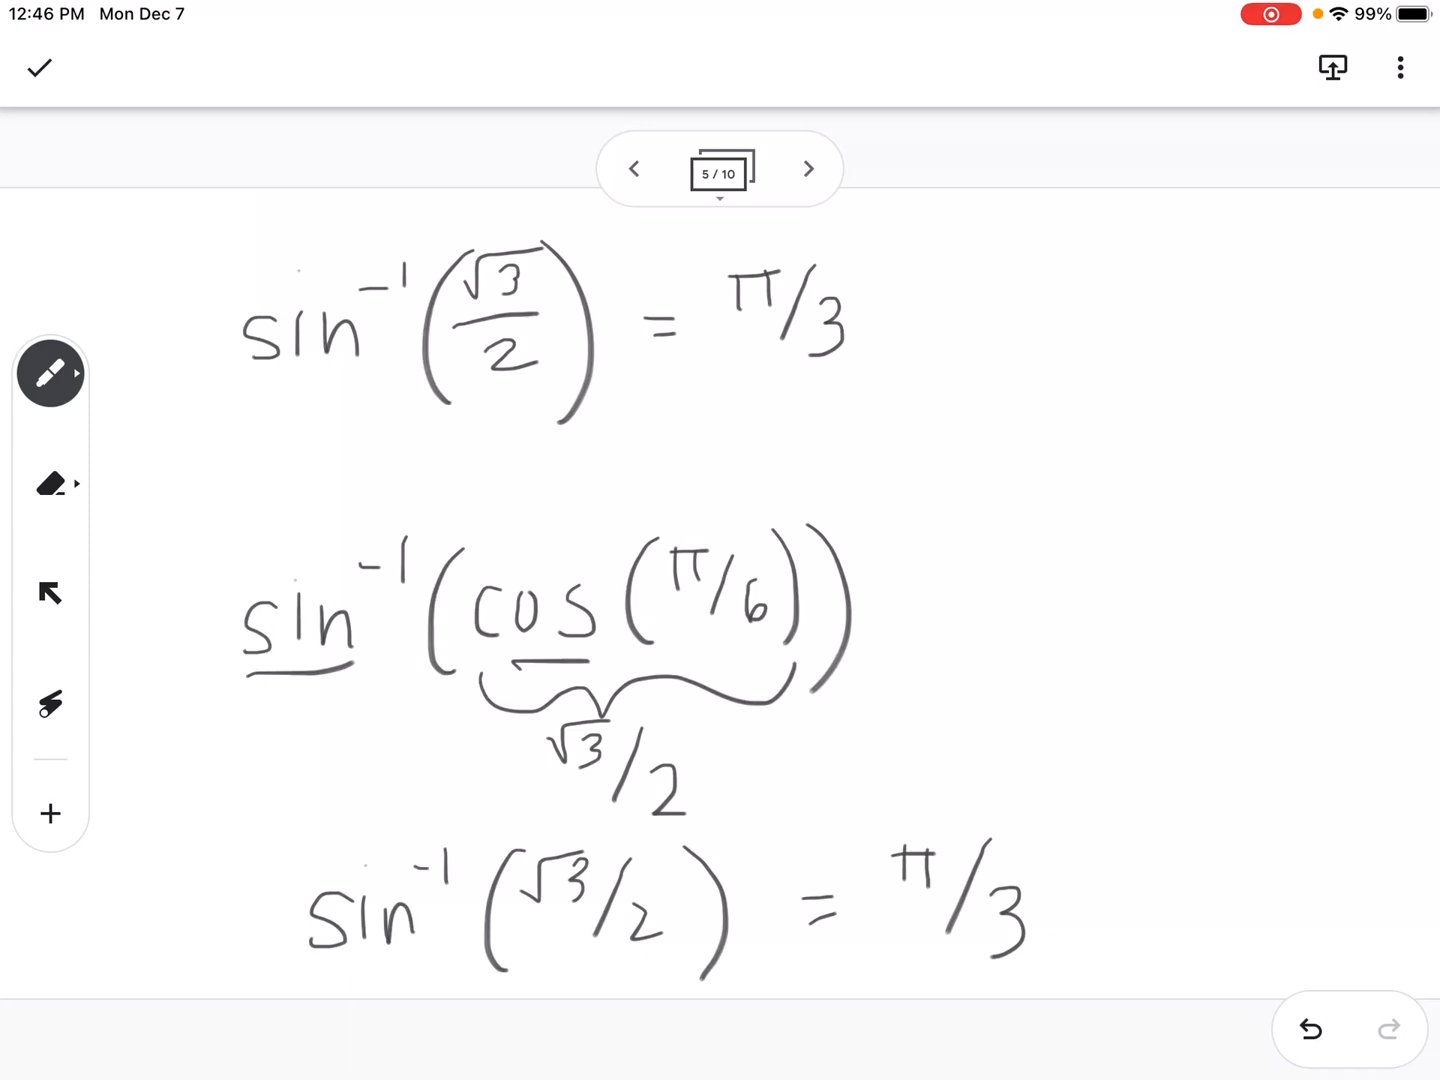 12:46 PM Mon Dec 7 99%
5 / 10
sin⁻¹(√3/2) = π/3
sin⁻¹(cos(π/6))
√3/2
sin⁻¹(√3/2) = π/3